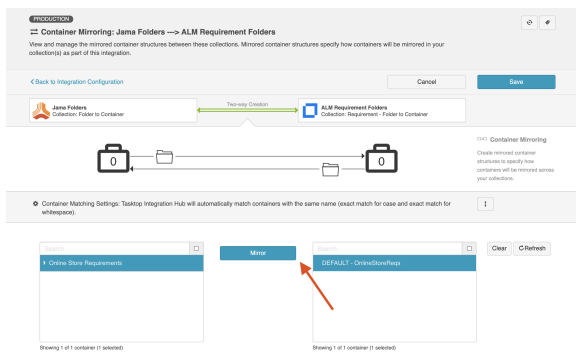 PRODUCTION
Container Mirroring: Jama Folders ---> ALM Requirement Folders
View and manage the mirrored container structures between these collections. Mirrored container structures specify how containers will be mirrored in your
collection(s) as part of this integration.
Back to Integration Configuration
Cancel
Save
Jama Folders
Collection: Folder to Container
Two-way Creation
ALM Requirement Folders
Collection: Requirement - Folder to Container
0
0
Container Mirroring
Create mirrored container
structures to specify how
containers will be mirrored across
your collections.
Container Matching Settings: Tasktop Integration Hub will automatically match containers with the same name (exact match for case and exact match for
whitespace).
Search
Mirror
Search
Clear
Refresh
Online Store Requirements
DEFAULT - OnlineStoreReqs
Showing 1 of 1 container (1 selected)
Showing 1 of 1 container (1 selected)